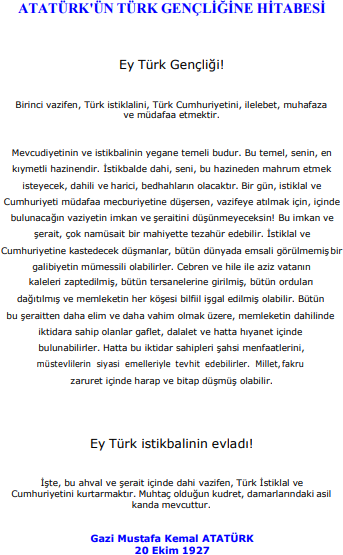 ATATÜRK'ÜN TÜRK GENÇLİĞİNE HİTABESİ
Ey Türk Gençliği!
Birinci vazifen, Türk istiklalini, Türk Cumhuriyetini, ilelebet, muhafaza
ve müdafaa etmektir.
Mevcudiyetinin ve istikbalinin yegane temeli budur. Bu temel, senin, en
kıymetli hazinendir. İstikbalde dahi, seni, bu hazineden mahrum etmek
isteyecek, dahili ve harici, bedhahların olacaktır. Bir gün, istiklal ve
Cumhuriyeti müdafaa mecburiyetine düşersen, vazifeye atılmak için, içinde
bulunacağın vaziyetin imkan ve şeraitini düşünmeyeceksin! Bu imkan ve
şerait, çok namüsait bir mahiyette tezahür edebilir. İstiklal ve
Cumhuriyetine kastedecek düşmanlar, bütün dünyada emsali görülmemiş bir
galibiyetin mümessili olabilirler. Cebren ve hile ile aziz vatanın
kaleleri zaptedilmiş, bütün tersanelerine girilmiş, bütün orduları
dağıtılmış ve memleketin her köşesi bilfiil işgal edilmiş olabilir. Bütün
bu şeraitten daha elim ve daha vahim olmak üzere, memleketin dahilinde
iktidara sahip olanlar gaflet, dalalet ve hatta hıyanet içinde
bulunabilirler. Hatta bu iktidar sahipleri şahsi menfaatlerini,
müstevlilerin siyasi emelleriyle tevhit edebilirler. Millet, fakru
zaruret içinde harap ve bitap düşmüş olabilir.
Ey Türk istikbalinin evladı!
İşte, bu ahval ve şerait içinde dahi vazifen, Türk İstiklal ve
Cumhuriyetini kurtarmaktır. Muhtaç olduğun kudret, damarlarındaki asil
kanda mevcuttur.
Gazi Mustafa Kemal ATATÜRK
20 Ekim 1927